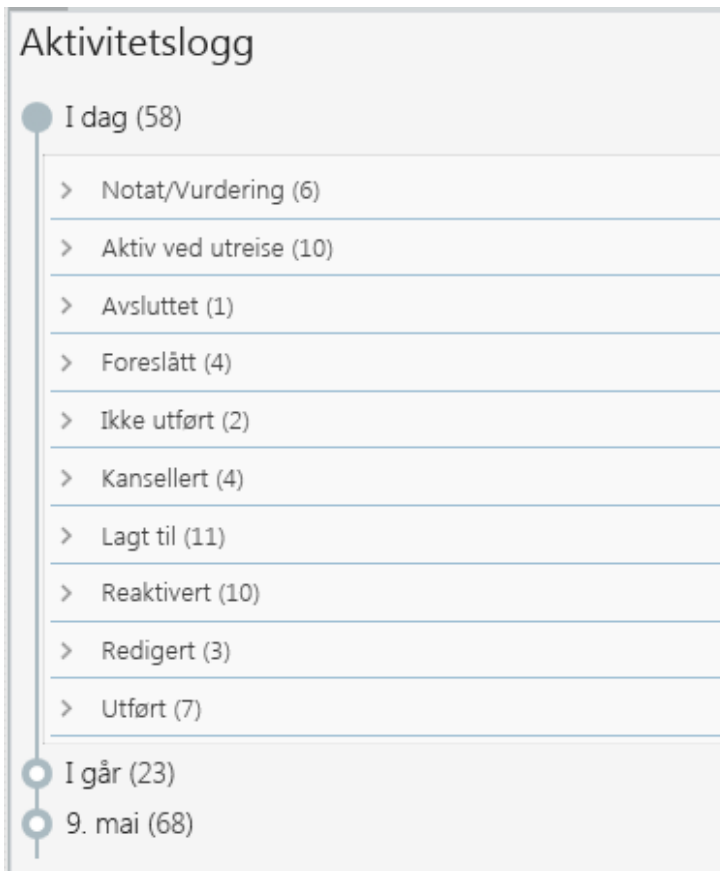 Aktivitetslogg
I dag (58)
Notat/Vurdering (6)
Aktiv ved utreise (10)
Avsluttet (1)
Foreslått (4)
Ikke utført (2)
Kansellert (4)
Lagt til (11)
Reaktivert (10)
Redigert (3)
Utført (7)
I går (23)
9. mai (68)